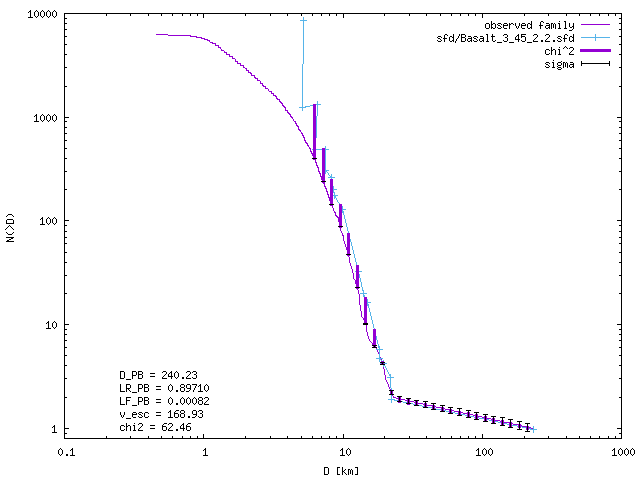 10000
1000
100
10
1
N(>D)
observed family
sfd/Basalt_3_45_2.2.sfd
chi^2
sigma
D_PB = 240.23
LR_PB = 0.89710
LF_PB = 0.00082
v_esc = 168.93
chi2 = 62.46
0.1 1 10 100 1000
D [km]